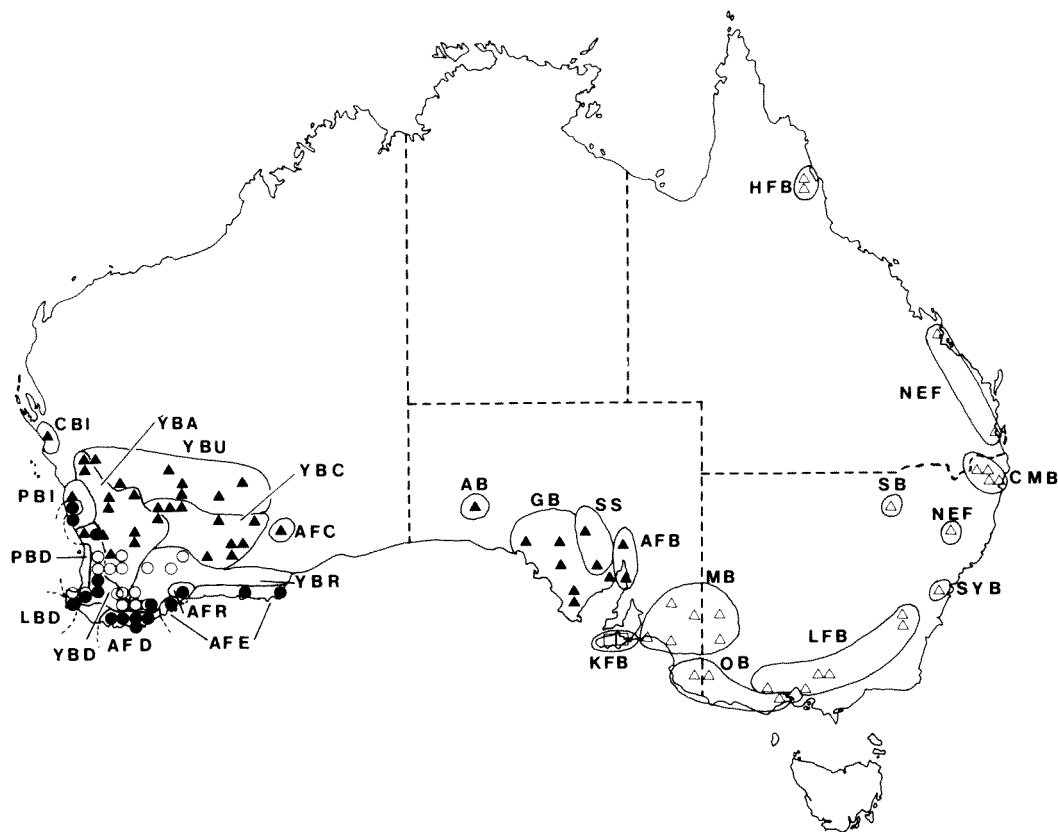 HFB
NEF
CBI
YBA
YBU
YBC
PBI
AB
GB
SS
SB
CMB
AFC
AFB
NEF
PBD
YBR
MB
SYB
LBD
AFR
YBD
AFD
AFE
KFB
OB
LFB